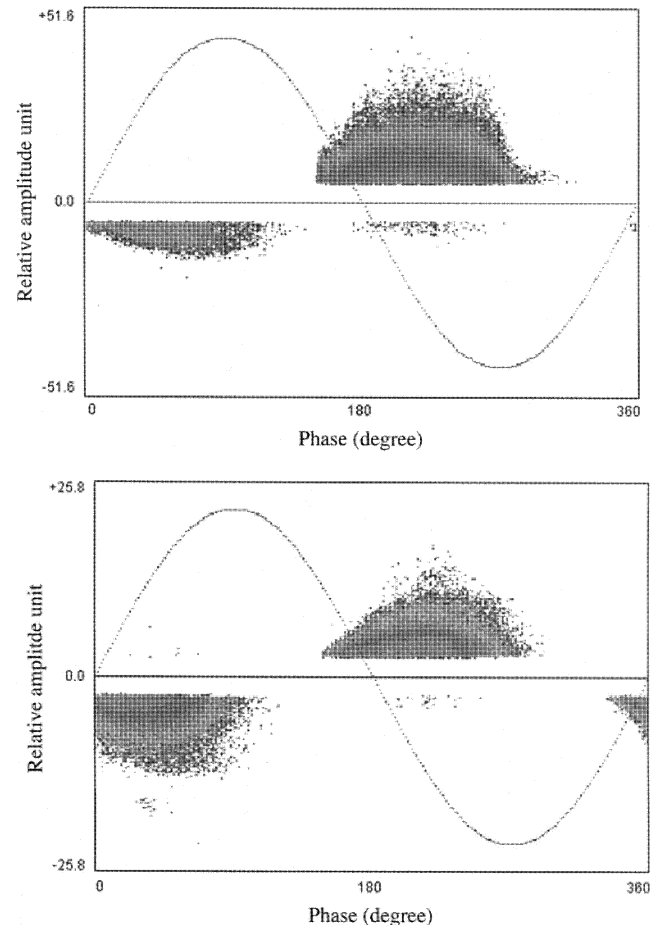 +51.6
Relative amplitude unit
0.0
-51.6
0 180 360
Phase (degree)
+25.8
Relative amplitde unit
0.0
-25.8
0 180 360
Phase (degree)